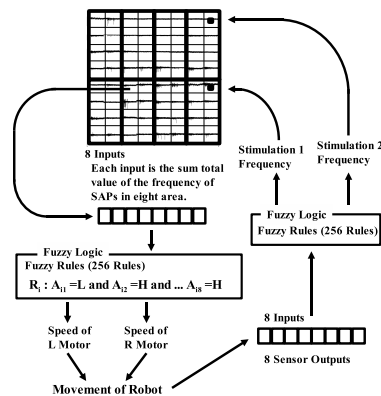 8 Inputs
Each input is the sum total
value of the frequency of
SAPs in eight area.
Stimulation 1
Frequency
Stimulation 2
Frequency
Fuzzy Logic
Fuzzy Rules (256 Rules)
Fuzzy Logic
Fuzzy Rules (256 Rules)
Ri : Ai1 =L and Ai2 =H and ... Ai8 =H
Speed of
L Motor
Speed of
R Motor
8 Inputs
8 Sensor Outputs
Movement of Robot